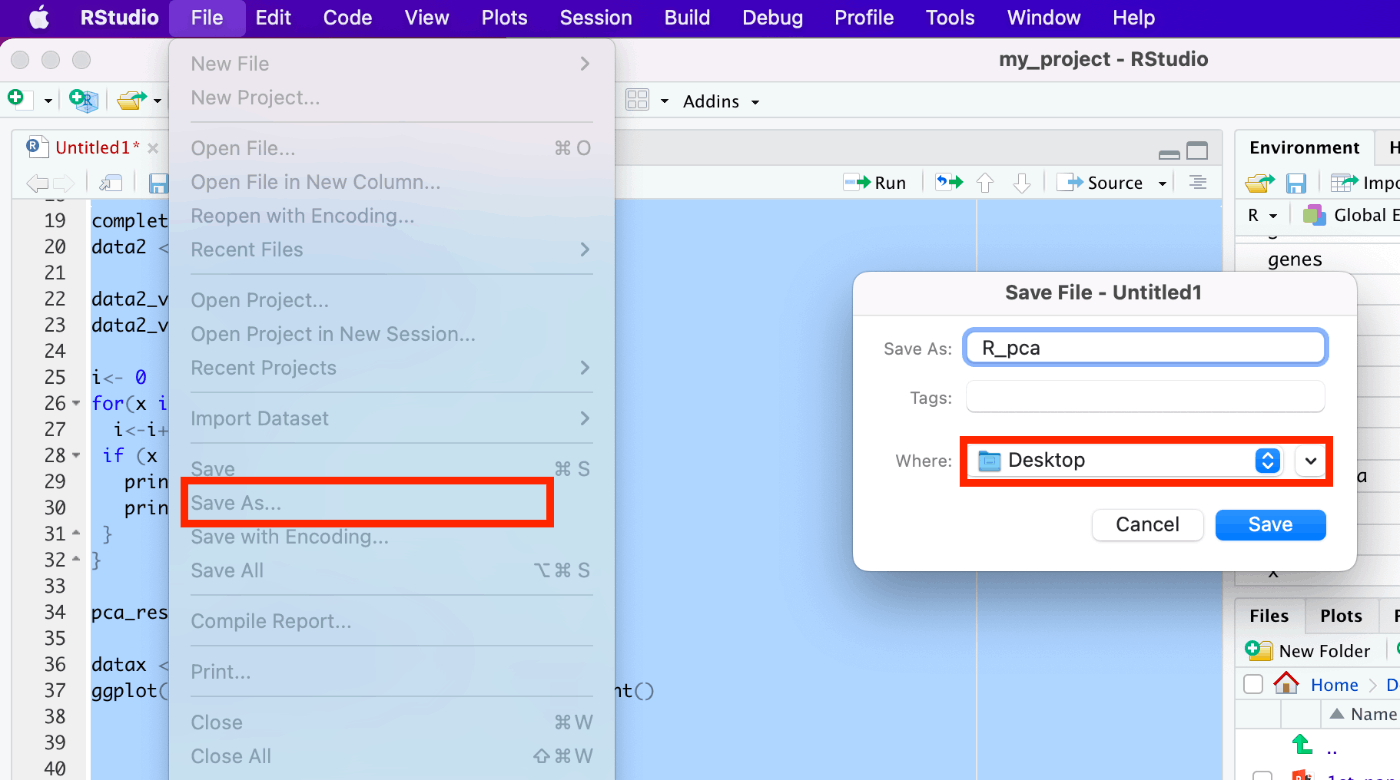 RStudio File Edit Code View Plots Session Build Debug Profile Tools Window Help
my_project - RStudio
Addins
Untitled1*
Run
Source
19 complet
20 data2 <
21
22 data2_v
23 data2_v
24
25 i<- 0
26 for(x i
27 i<-i+
28 if (x
29 prin
30 prin
31 }
32 }
33
34 pca_res
35
36 datax <
37 ggplot( nt()
38
39
40
New File
New Project...
Open File... ⌘ O
Open File in New Column...
Reopen with Encoding...
Recent Files
Open Project...
Open Project in New Session...
Recent Projects
Import Dataset
Save ⌘ S
Save As...
Save with Encoding...
Save All ⌥ ⌘ S
Compile Report...
Print...
Close ⌘ W
Close All ⇧ ⌘ W
Save File - Untitled1
Save As: R_pca
Tags:
Where: Desktop
Cancel Save
Environment H
Impo
R Global E
genes
a
x
Files Plots
New Folder
Home D
Name
..